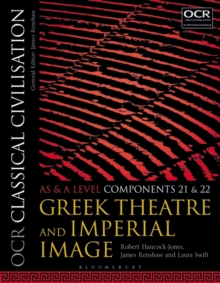 OCR CLASSICAL CIVILISATION
General Editor: James Renshaw
OCR
AS & A LEVEL COMPONENTS 21 & 22
GREEK THEATRE
AND IMPERIAL
IMAGE
Robert Hancock-Jones,
James Renshaw and Laura Swift
BLOOMSBURY